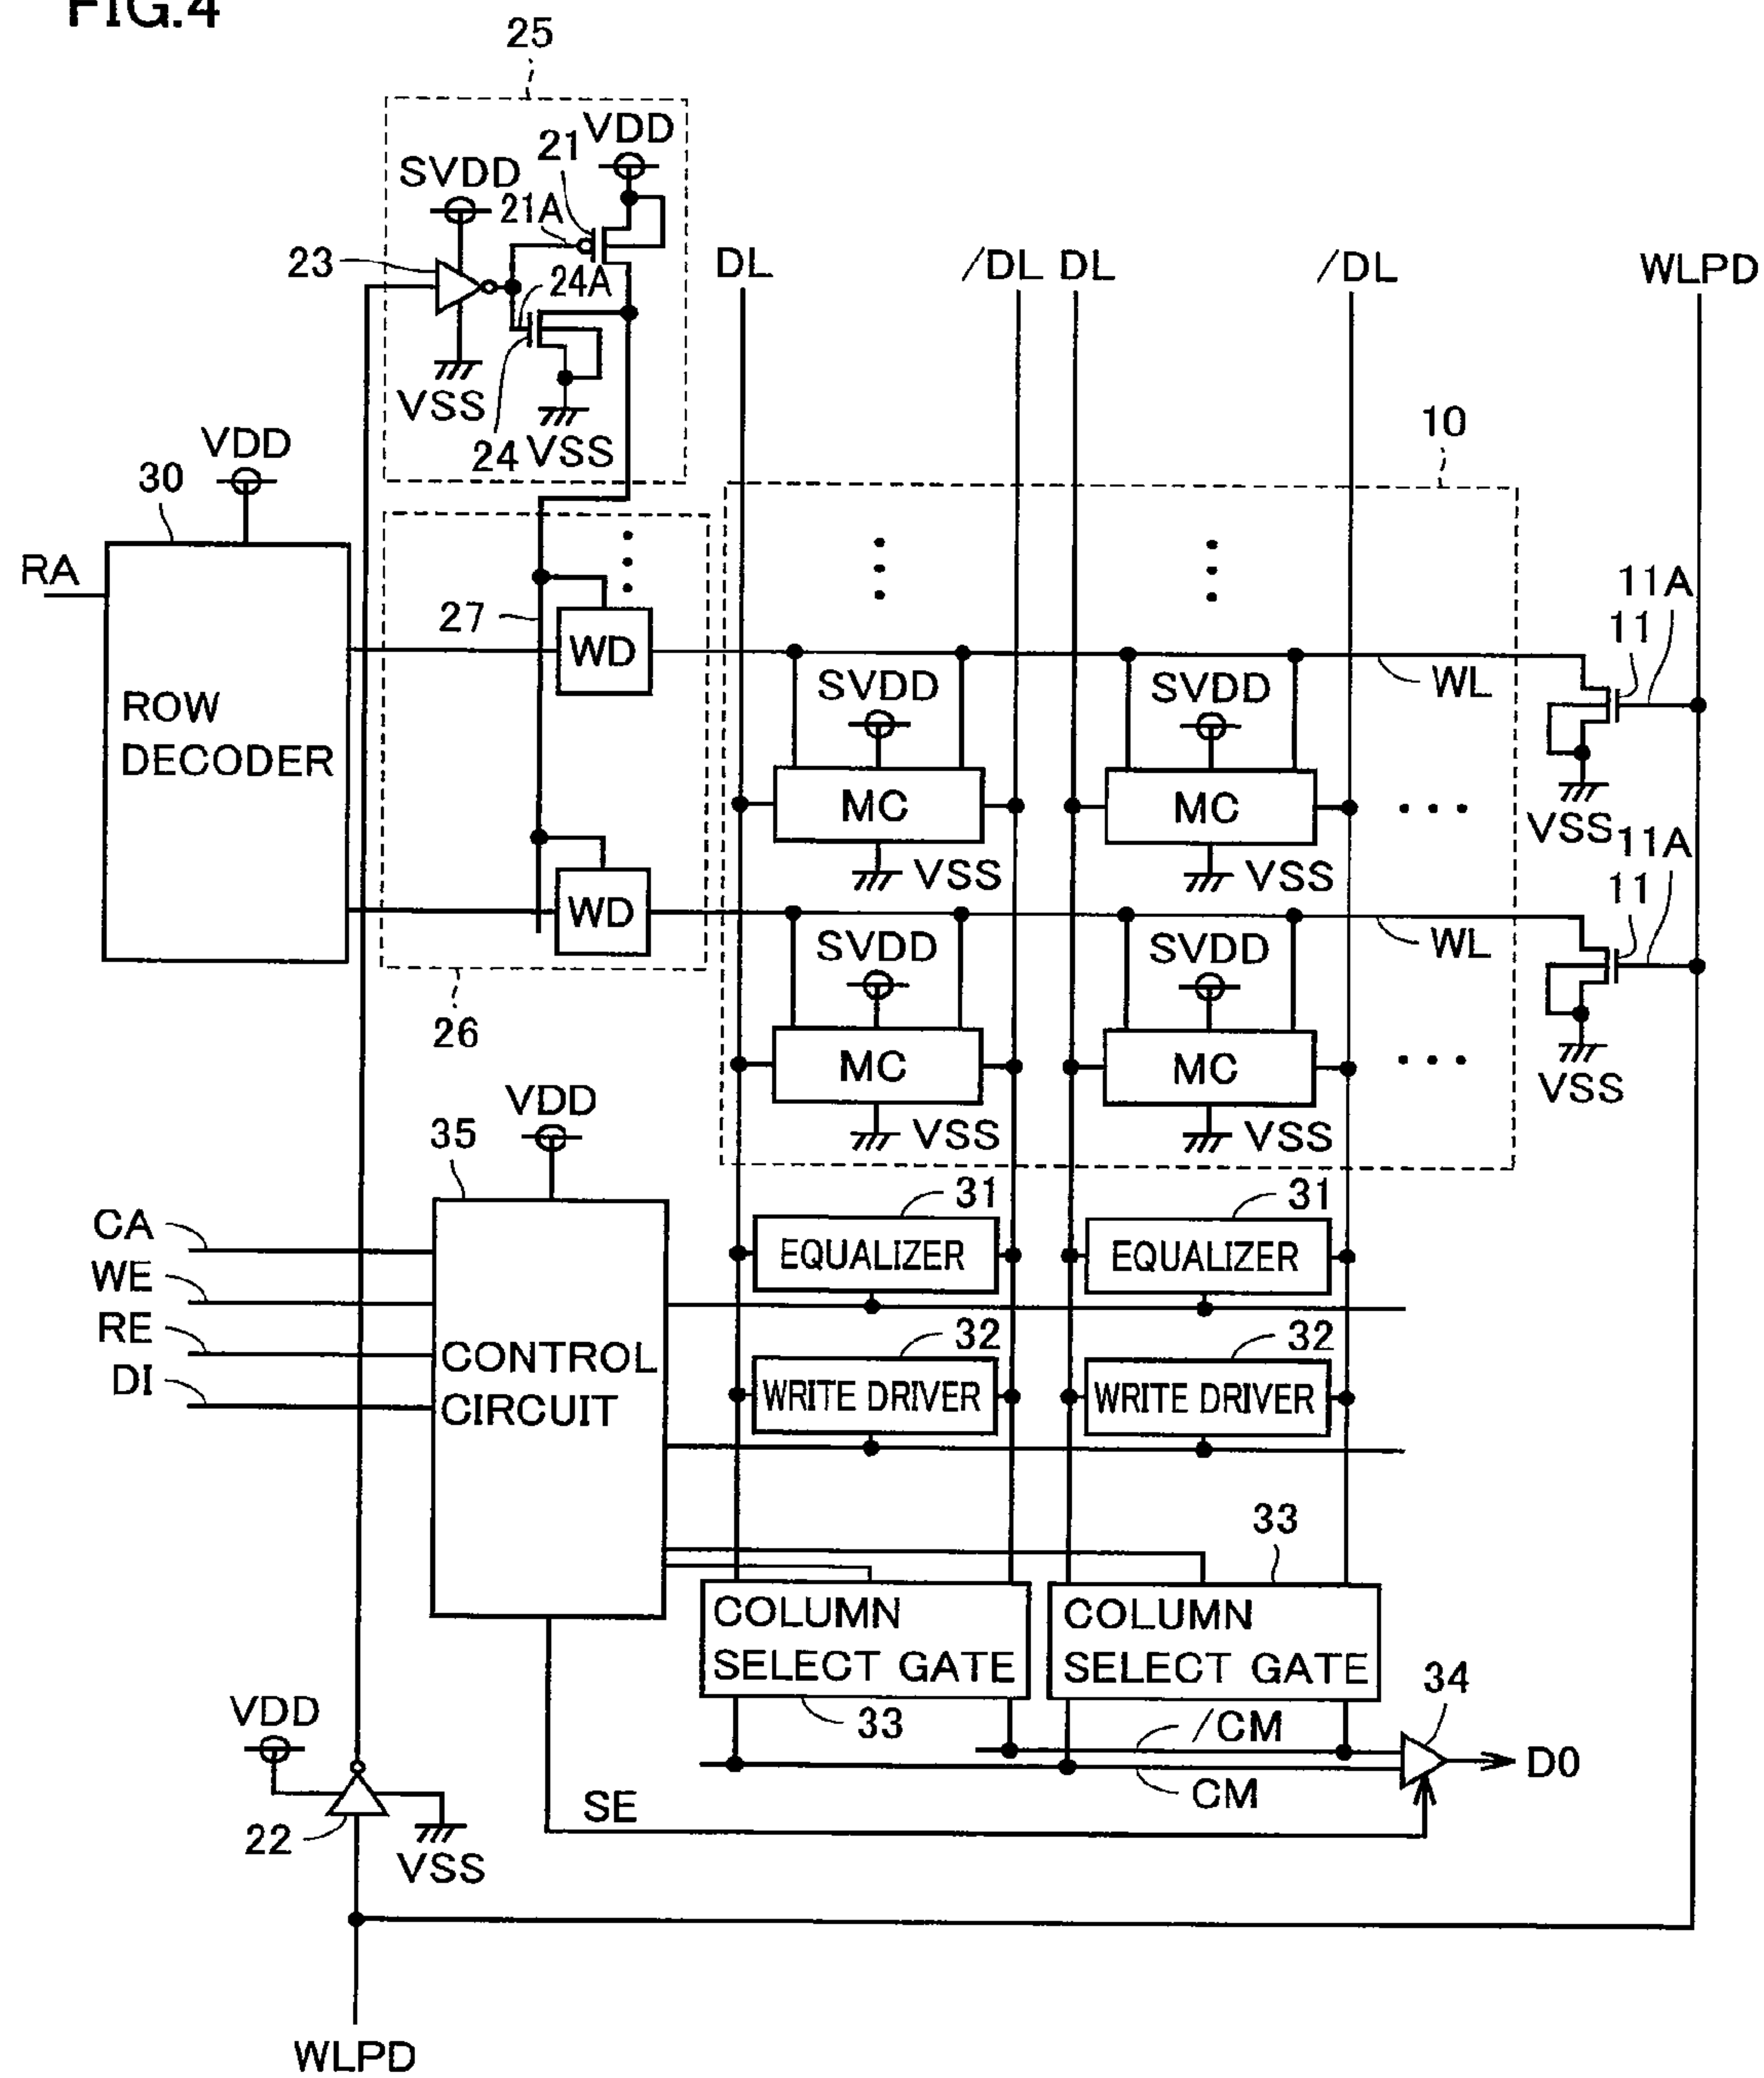 FIG.4
25
VDD
21
SVDD
21A
23
24A
DL
/DL
DL
/DL
WLPD
VSS
24
VSS
VDD
30
10
RA
27
11A
11
WD
SVDD
SVDD
WL
ROW
DECODER
MC
MC
VSS
VSS
VSS
11A
11
WD
SVDD
SVDD
WL
26
MC
MC
VSS
VSS
VSS
VDD
35
31
31
CA
EQUALIZER
EQUALIZER
WE
RE
32
32
DI
CONTROL
CIRCUIT
WRITE DRIVER
WRITE DRIVER
33
COLUMN
SELECT GATE
COLUMN
SELECT GATE
34
VDD
33
/CM
D0
CM
SE
22
VSS
WLPD